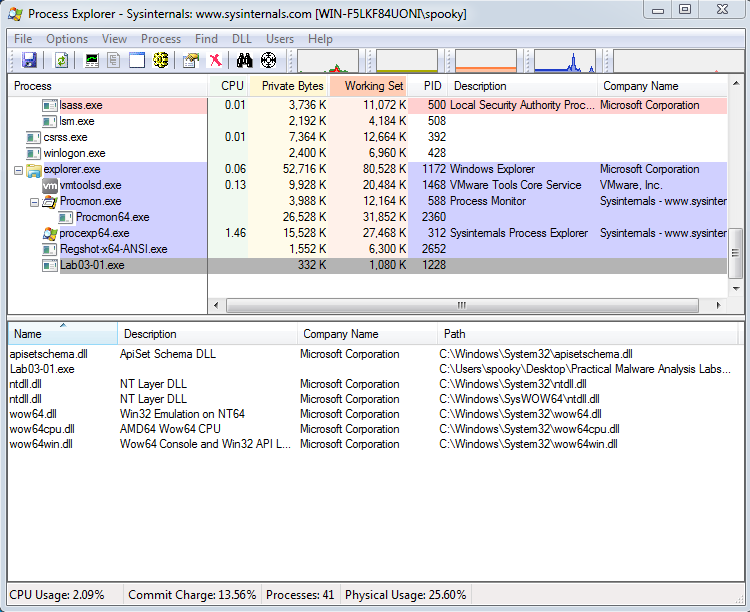 Process Explorer - Sysinternals: www.sysinternals.com [WIN-F5LKF84UONI\spooky]
File Options View Process Find DLL Users Help
Process CPU Private Bytes Working Set PID Description Company Name
lsass.exe 0.01 3,736 K 11,072 K 500 Local Security Authority Proc... Microsoft Corporation
lsm.exe 2,192 K 4,184 K 508
csrss.exe 0.01 7,364 K 12,664 K 392
winlogon.exe 2,400 K 6,960 K 428
explorer.exe 0.06 52,716 K 80,528 K 1172 Windows Explorer Microsoft Corporation
vm vmtoolsd.exe 0.13 9,928 K 20,484 K 1468 VMware Tools Core Service VMware, Inc.
Procmon.exe 3,988 K 12,164 K 588 Process Monitor Sysinternals - www.sysinter
Procmon64.exe 26,528 K 31,852 K 2360
procexp64.exe 1.46 15,528 K 27,468 K 312 Sysinternals Process Explorer Sysinternals - www.sysinter
Regshot-x64-ANSI.exe 1,552 K 6,300 K 2652
Lab03-01.exe 332 K 1,080 K 1228
Name Description Company Name Path
apisetschema.dll ApiSet Schema DLL Microsoft Corporation C:\Windows\System32\apisetschema.dll
Lab03-01.exe C:\Users\spooky\Desktop\Practical Malware Analysis Labs...
ntdll.dll NT Layer DLL Microsoft Corporation C:\Windows\System32\ntdll.dll
ntdll.dll NT Layer DLL Microsoft Corporation C:\Windows\SysWOW64\ntdll.dll
wow64.dll Win32 Emulation on NT64 Microsoft Corporation C:\Windows\System32\wow64.dll
wow64cpu.dll AMD64 Wow64 CPU Microsoft Corporation C:\Windows\System32\wow64cpu.dll
wow64win.dll Wow64 Console and Win32 API L... Microsoft Corporation C:\Windows\System32\wow64win.dll
CPU Usage: 2.09% Commit Charge: 13.56% Processes: 41 Physical Usage: 25.60%